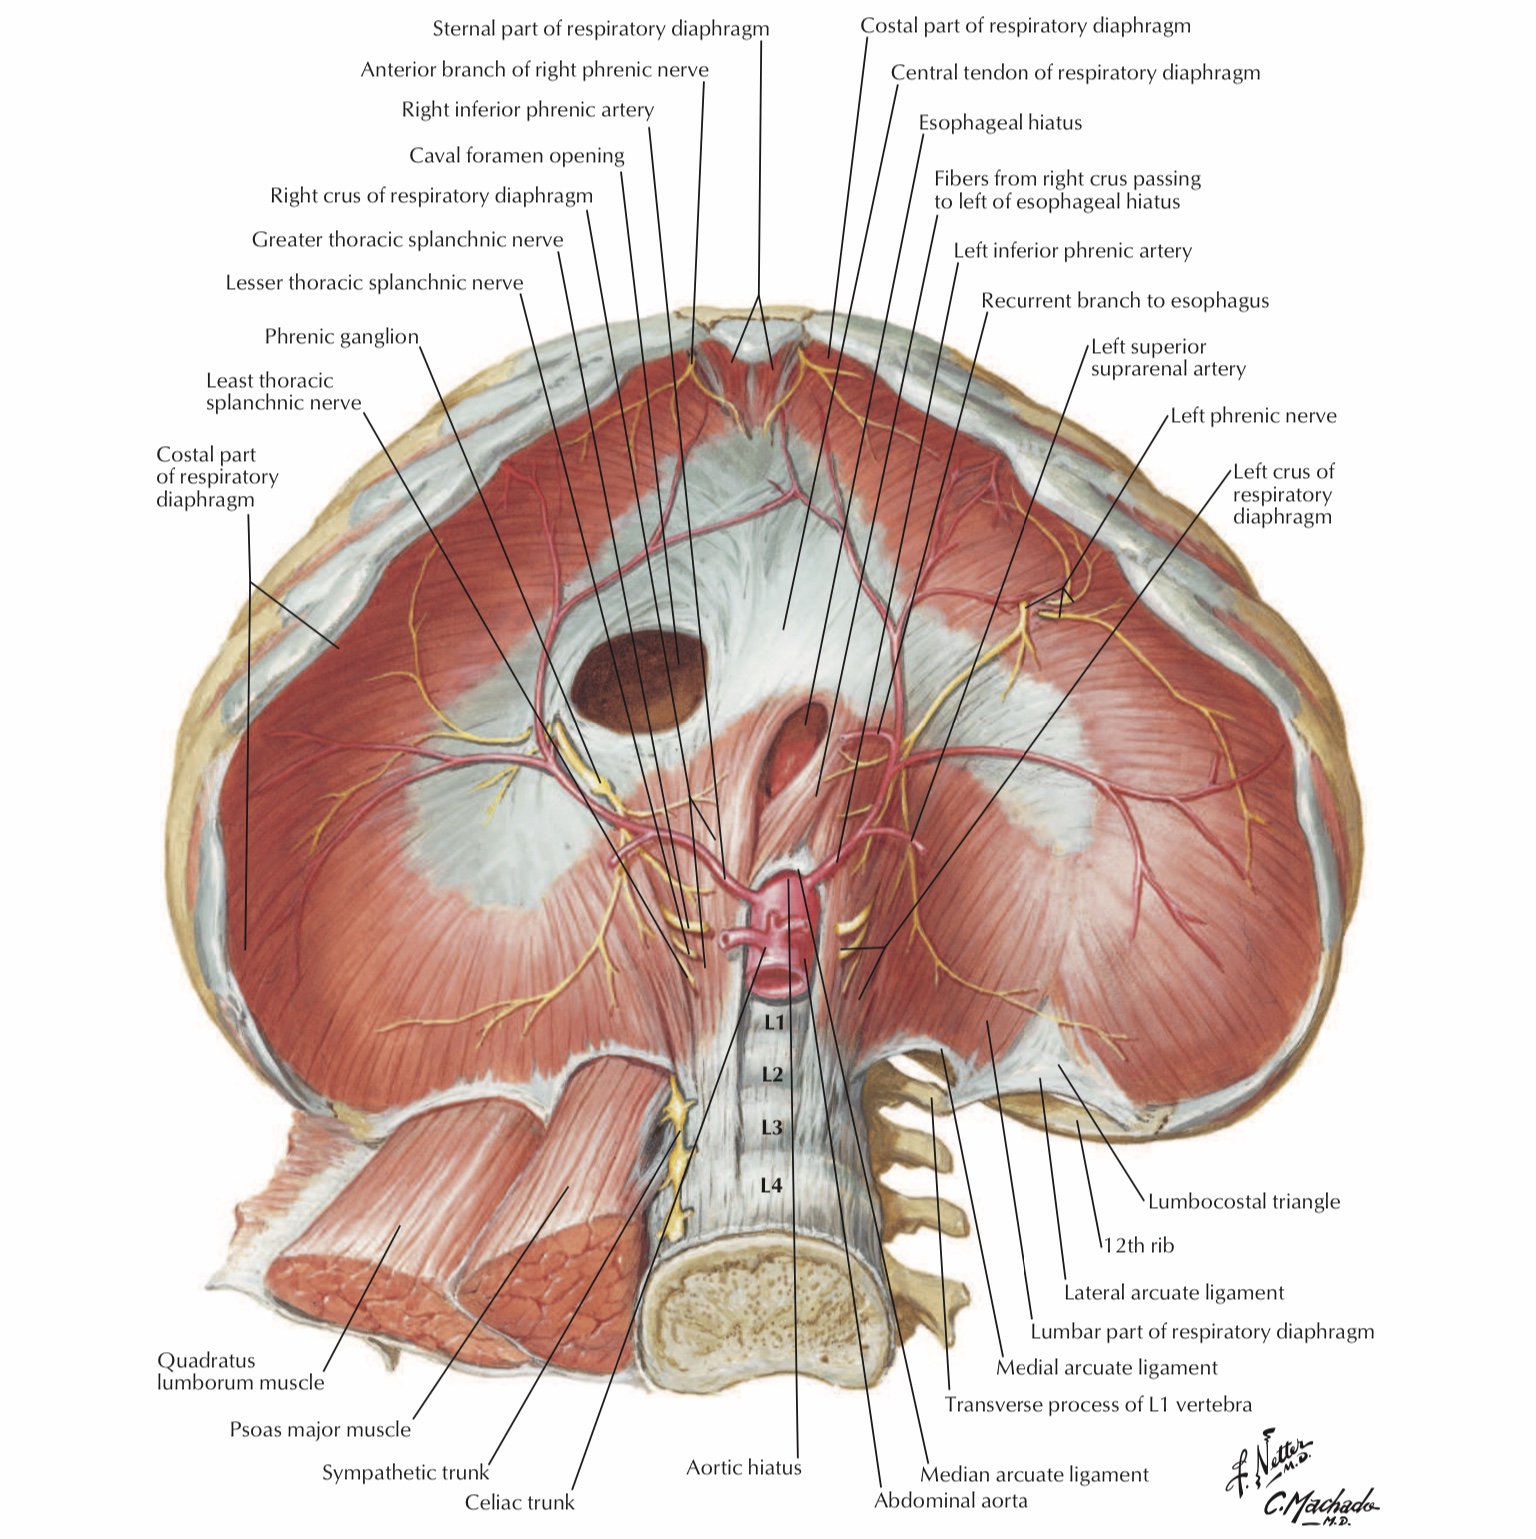 Sternal part of respiratory diaphragm
Anterior branch of right phrenic nerve
Right inferior phrenic artery
Caval foramen opening
Right crus of respiratory diaphragm
Greater thoracic splanchnic nerve
Lesser thoracic splanchnic nerve
Phrenic ganglion
Least thoracic
splanchnic nerve
Costal part
of respiratory
diaphragm
Costal part of respiratory diaphragm
Central tendon of respiratory diaphragm
Esophageal hiatus
Fibers from right crus passing
to left of esophageal hiatus
Left inferior phrenic artery
Recurrent branch to esophagus
Left superior
suprarenal artery
Left phrenic nerve
Left crus of
respiratory
diaphragm
L1
L2
L3
L4
Quadratus
lumborum muscle
Psoas major muscle
Sympathetic trunk
Celiac trunk
Aortic hiatus
Lumbocostal triangle
12th rib
Lateral arcuate ligament
Lumbar part of respiratory diaphragm
Medial arcuate ligament
Transverse process of L1 vertebra
Median arcuate ligament
Abdominal aorta
F. Netter
M.D.
C. Machado
M.D.